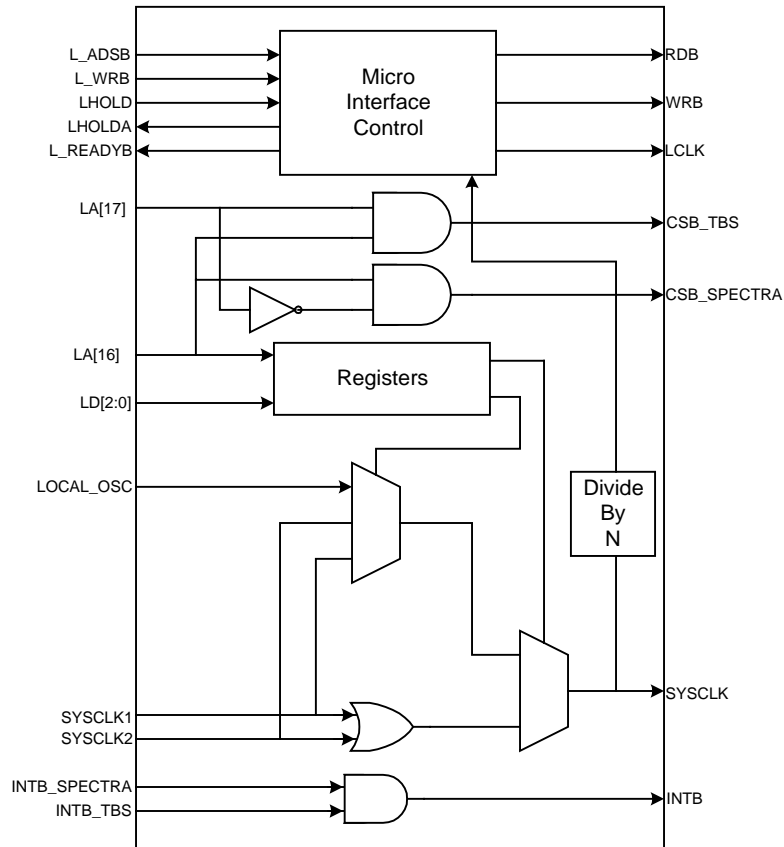 L_ADSB
L_WRB
LHOLD
LHOLDA
L_READYB
Micro
Interface
Control
RDB
WRB
LCLK
LA[17]
CSB_TBS
CSB_SPECTRA
LA[16]
LD[2:0]
Registers
LOCAL_OSC
Divide
By
N
SYSCLK1
SYSCLK2
SYSCLK
INTB_SPECTRA
INTB_TBS
INTB